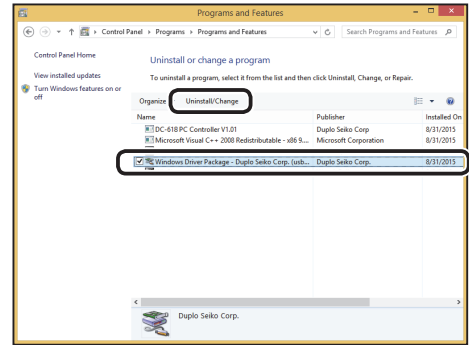 Programs and Features
Control Panel ▸ Programs ▸ Programs and Features
Search Programs and Features
Control Panel Home
View installed updates
Turn Windows features on or
off
Uninstall or change a program
To uninstall a program, select it from the list and then click Uninstall, Change, or Repair.
Organize Uninstall/Change
Name Publisher Installed On
DC-618 PC Controller V1.01 Duplo Seiko Corp 8/31/2015
Microsoft Visual C++ 2008 Redistributable - x86 9.... Microsoft Corporation 8/31/2015
Windows Driver Package - Duplo Seiko Corp. (usb... Duplo Seiko Corp. 8/31/2015
Duplo Seiko Corp.